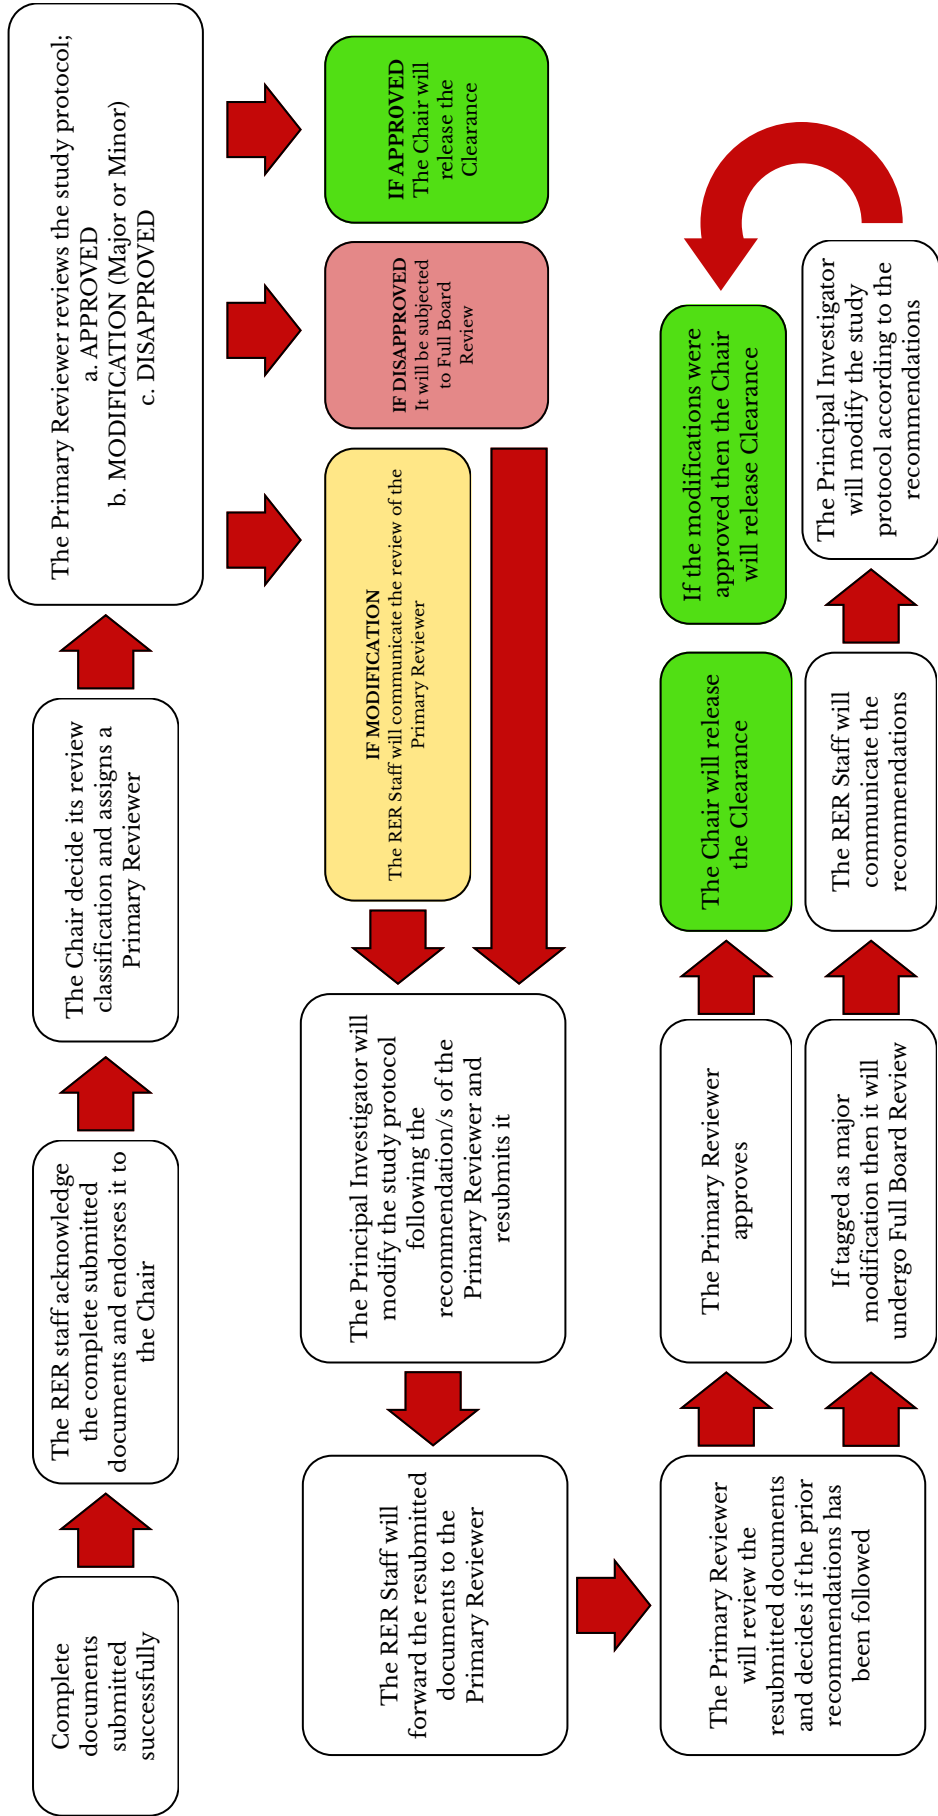 Complete
documents
submitted
successfully
The RER staff acknowledge
the complete submitted
documents and endorses it to
the Chair
The Chair decide its review
classification and assigns a
Primary Reviewer
The Primary Reviewer reviews the study protocol;
a. APPROVED
b. MODIFICATION (Major or Minor)
c. DISAPPROVED
IF APPROVED
The Chair will
release the
Clearance
IF DISAPPROVED
It will be subjected
to Full Board
Review
IF MODIFICATION
The RER Staff will communicate the review of the
Primary Reviewer
The Principal Investigator will
modify the study protocol
following the
recommendation/s of the
Primary Reviewer and
resubmits it
The RER Staff will
forward the resubmitted
documents to the
Primary Reviewer
The Primary Reviewer
will review the
resubmitted documents
and decides if the prior
recommendations has
been followed
The Primary Reviewer
approves
The Chair will release
the Clearance
If tagged as major
modification then it will
undergo Full Board Review
The RER Staff will
communicate the
recommendations
The Principal Investigator
will modify the study
protocol according to the
recommendations
If the modifications were
approved then the Chair
will release Clearance